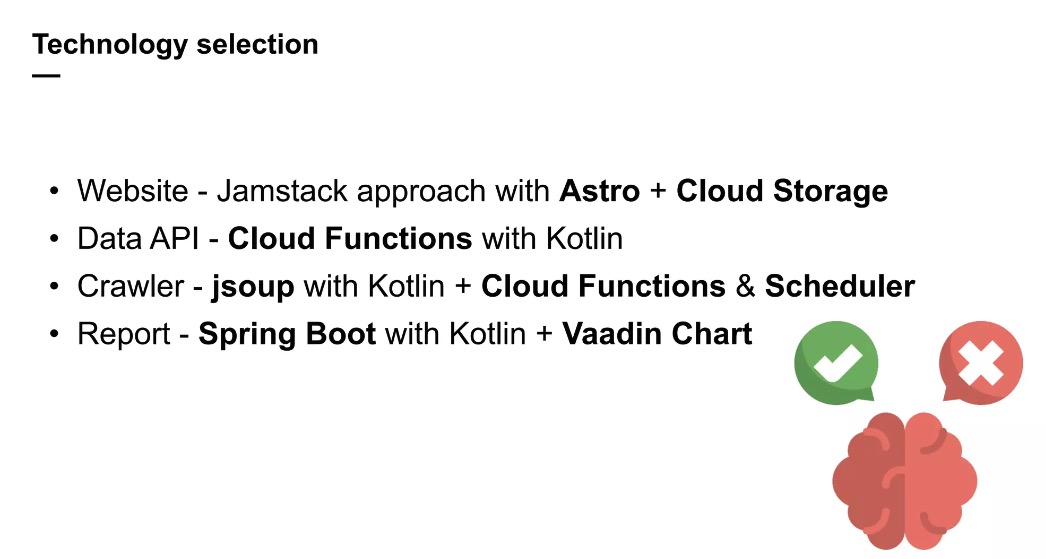 Technology selection
• Website - Jamstack approach with Astro + Cloud Storage
• Data API - Cloud Functions with Kotlin
• Crawler - jsoup with Kotlin + Cloud Functions & Scheduler
• Report - Spring Boot with Kotlin + Vaadin Chart